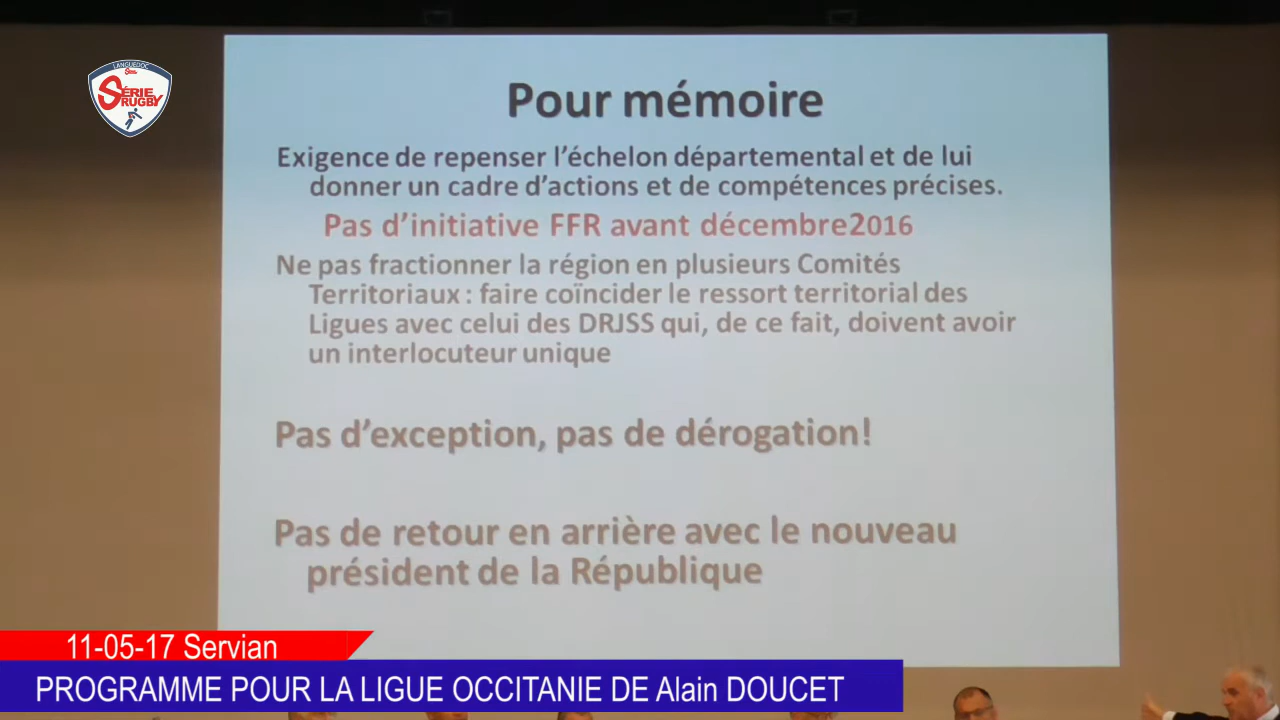 LANGUEDOC
SÉRIE
RUGBY
Pour mémoire
Exigence de repenser l'échelon départemental et de lui
donner un cadre d'actions et de compétences précises.
Pas d'initiative FFR avant décembre2016
Ne pas fractionner la région en plusieurs Comités
Territoriaux : faire coïncider le ressort territorial des
Ligues avec celui des DRJSS qui, de ce fait, doivent avoir
un interlocuteur unique
Pas d'exception, pas de dérogation!
Pas de retour en arrière avec le nouveau
président de la République
11-05-17 Servian
PROGRAMME POUR LA LIGUE OCCITANIE DE Alain DOUCET